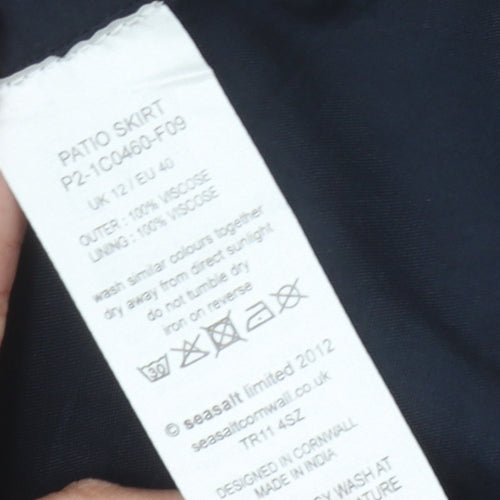 PATIO SKIRT
P2-1C0460-F09
UK 12 / EU 40
OUTER : 100% VISCOSE
LINING : 100% VISCOSE
wash similar colours together
dry away from direct sunlight
do not tumble dry
iron on reverse
30
© seasalt limited 2012
seasaltcornwall.co.uk
TR11 4SZ
DESIGNED IN CORNWALL
MADE IN INDIA
WASH AT